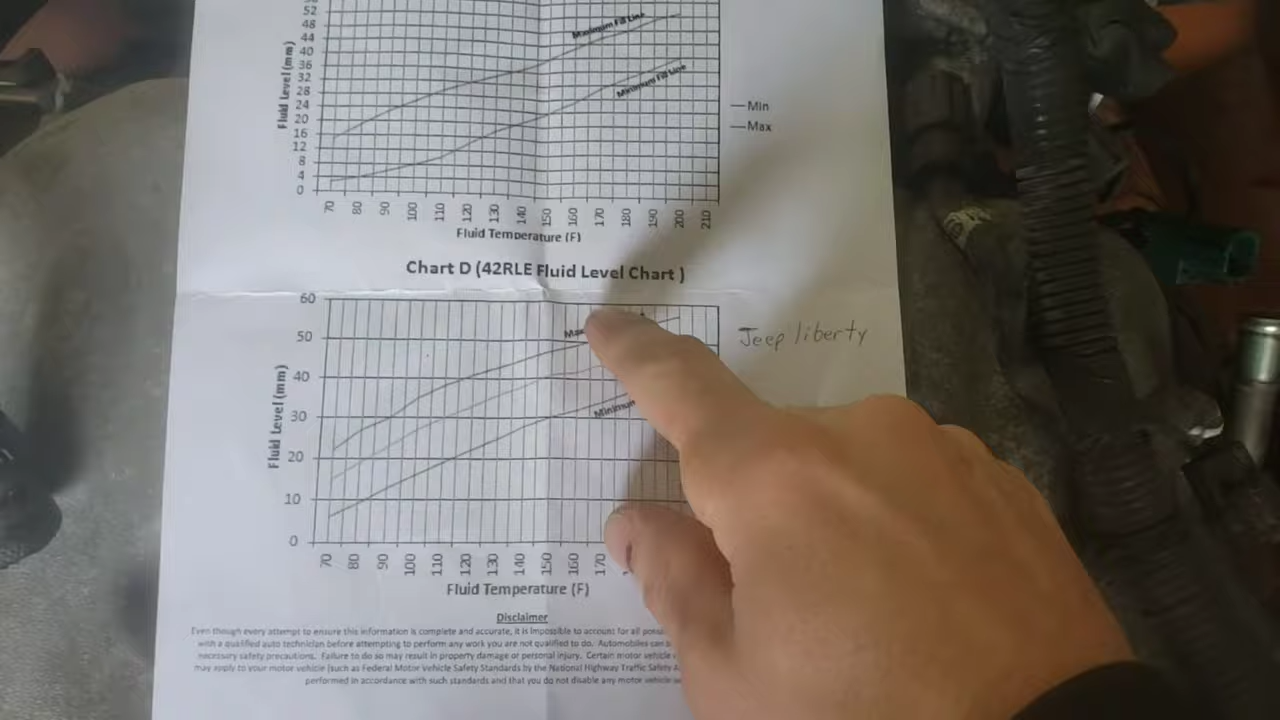 52
48
44
40
36
32
28
24
20
16
12
8
4
0
Fluid Level (mm)
Maximum Fill Line
Minimum Fill Line
Min
Max
70 80 90 100 110 120 130 140 150 160 170 180 190 200 210
Fluid Temperature (F)
Chart D (42RLE Fluid Level Chart )
60
50
40
30
20
10
0
Fluid Level (mm)
Minimum
Jeep liberty
70 80 90 100 110 120 130 140 150 160 170
Fluid Temperature (F)
Disclaimer
Even though every attempt to ensure this information is complete and accurate, it is impossible to account for all
with a qualified auto technician before attempting to perform any work you are not qualified to do. Automobiles can
necessary safety precautions. Failure to do so may result in property damage or personal injury. Certain motor vehicle
may apply to your motor vehicle (such as Federal Motor Vehicle Safety Standards by the National Highway Traffic Safety
performed in accordance with such standards and that you do not disable any motor vehicle